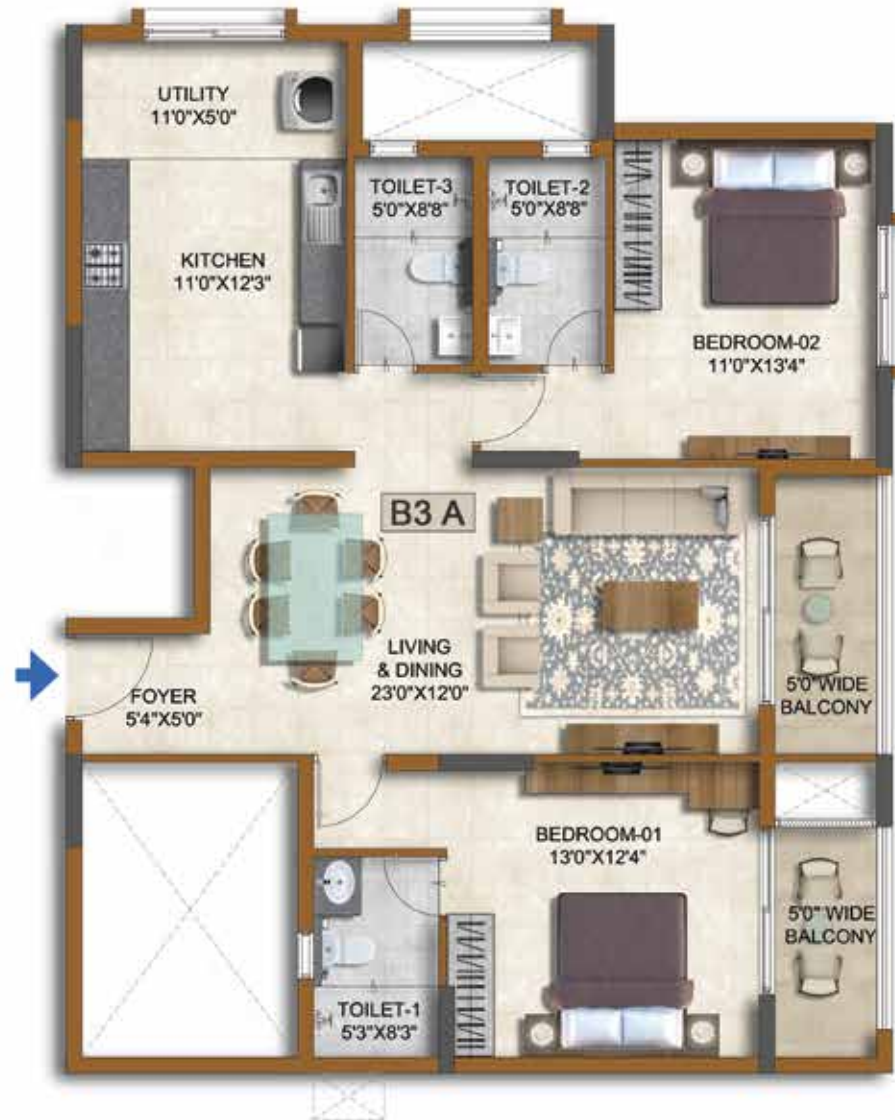 UTILITY
11'0"X5'0"
TOILET-3
5'0"X8'8"
TOILET-2
5'0"X8'8"
KITCHEN
11'0"X12'3"
BEDROOM-02
11'0"X13'4"
B3 A
LIVING
& DINING
23'0"X12'0"
FOYER
5'4"X5'0"
5'0"WIDE
BALCONY
BEDROOM-01
13'0"X12'4"
5'0" WIDE
BALCONY
TOILET-1
5'3"X8'3"